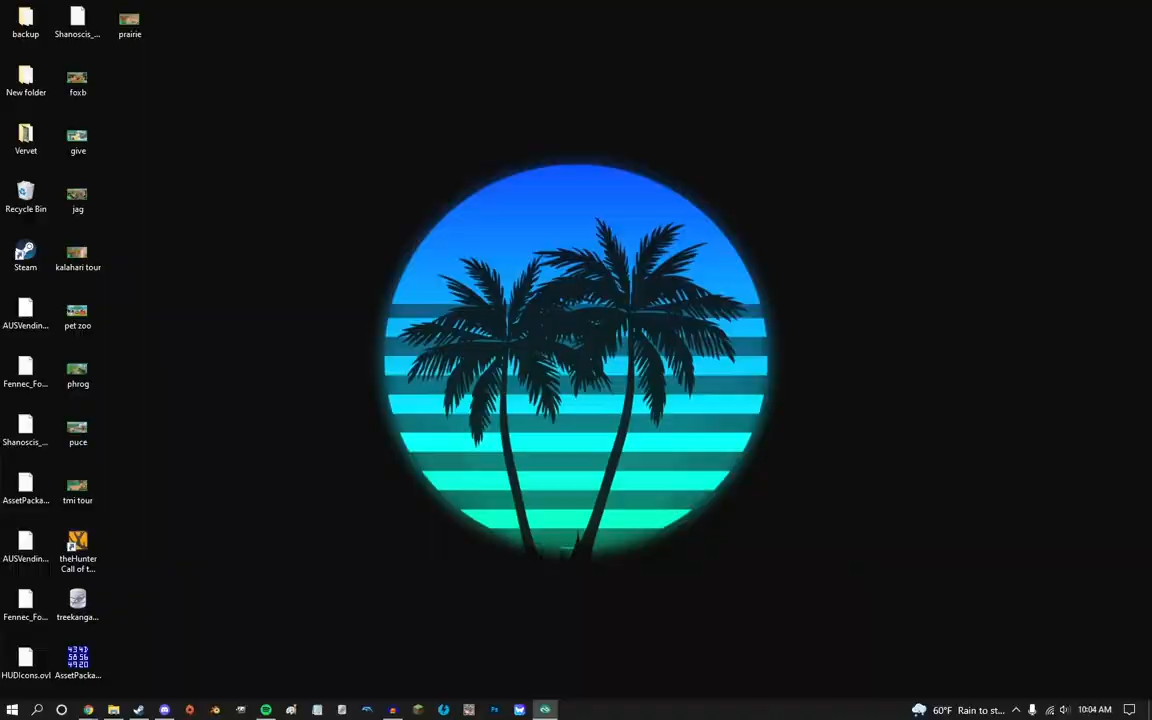 backup
Shanoscis_...
prairie
New folder
foxb
Vervet
give
Recycle Bin
jag
Steam
kalahari tour
AUSVendin...
pet zoo
Fennec_Fo...
phrog
Shanoscis_...
puce
AssetPacka...
tmi tour
AUSVendin...
theHunter
Call of t...
Fennec_Fo...
treekanga...
HUDIcons.ovl
AssetPacka...
60°F Rain to st...
10:04 AM